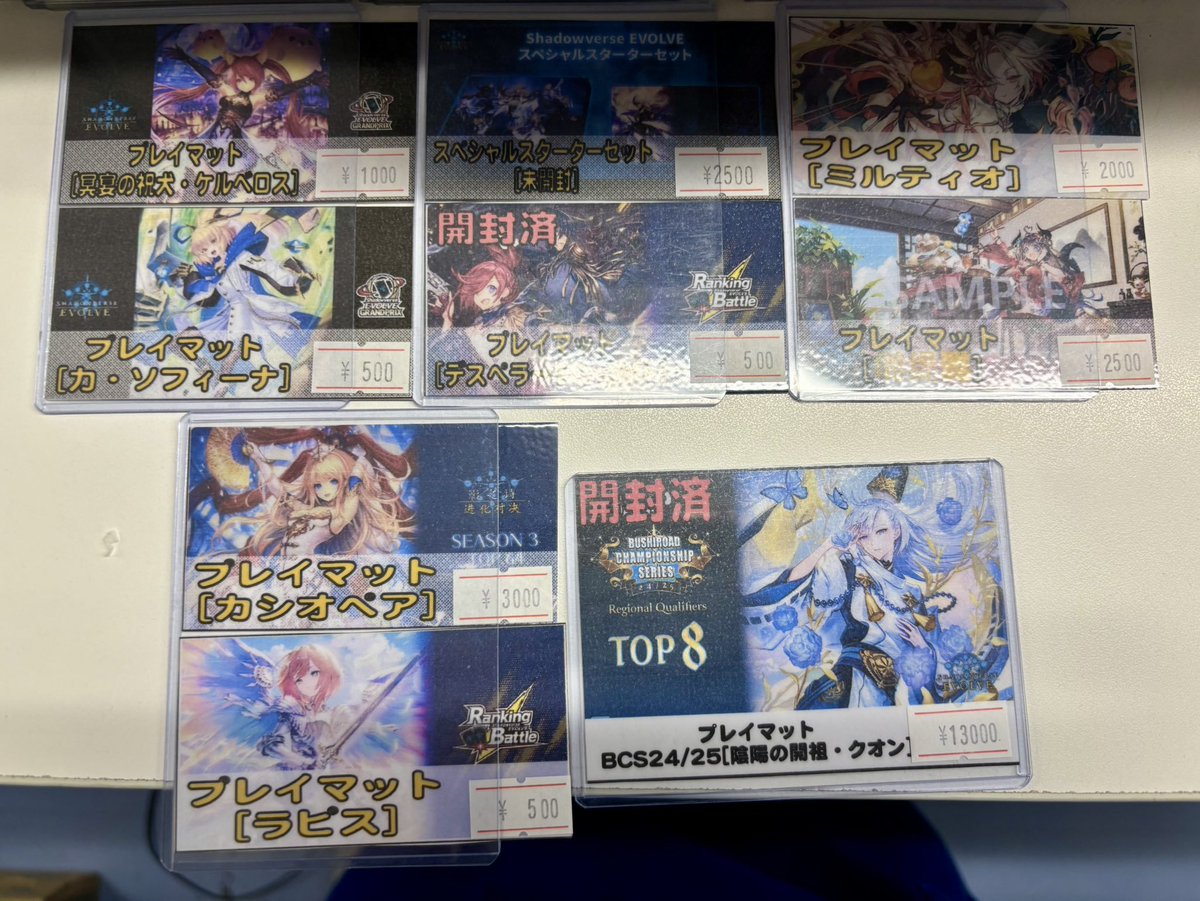 SHADOWVERSE
EVOLVE
Shadowverse
EVOLVE
GRANDPRIX
プレイマット
[冥宴の祝犬・ケルベロス]
¥ 1000
Shadowverse EVOLVE
スペシャルスターターセット
スペシャルスターターセット
[未開封]
¥2500
プレイマット
[ミルティオ]
¥ 2000
SHADOWVERSE
EVOLVE
Shadowverse
EVOLVE
GRANDPRIX
プレイマット
[カ・ソフィーナ]
¥ 500
開封済
Ranking
Battle
プレイマット
[デスペラ
¥ 500
SAMPLE
プレイマット
¥ 2500
进化对决
SEASON 3
プレイマット
[カシオペア]
¥ 3000
Ranking
Battle
プレイマット
[ラピス]
¥ 500
開封済
BUSHIROAD
CHAMPIONSHIP
SERIES
24/25
Regional Qualifiers
TOP 8
EVOLVE
プレイマット
BCS24/25[陰陽の開祖・クオン]
¥13000